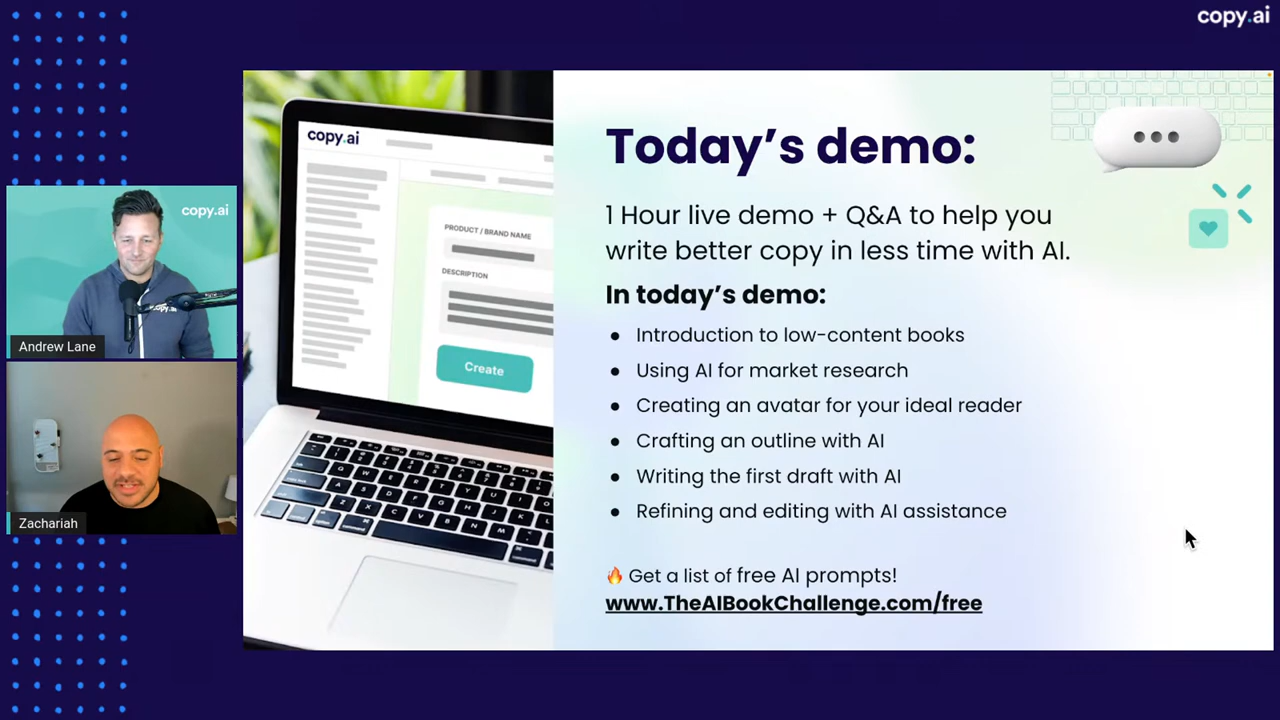 copy.ai
copy.ai
Andrew Lane
copy.ai
Zachariah
copy.ai
PRODUCT / BRAND NAME
DESCRIPTION
Create
Today's demo:
1 Hour live demo + Q&A to help you
write better copy in less time with AI.
In today's demo:
● Introduction to low-content books
● Using AI for market research
● Creating an avatar for your ideal reader
● Crafting an outline with AI
● Writing the first draft with AI
● Refining and editing with AI assistance
🔥 Get a list of free AI prompts!
www.TheAIBookChallenge.com/free